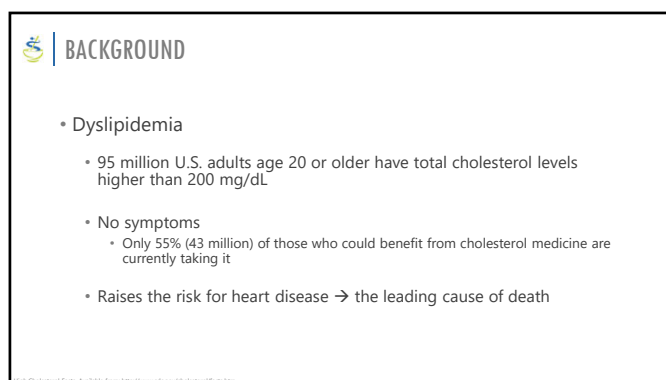 BACKGROUND
• Dyslipidemia
• 95 million U.S. adults age 20 or older have total cholesterol levels
higher than 200 mg/dL
• No symptoms
• Only 55% (43 million) of those who could benefit from cholesterol medicine are
currently taking it
• Raises the risk for heart disease → the leading cause of death